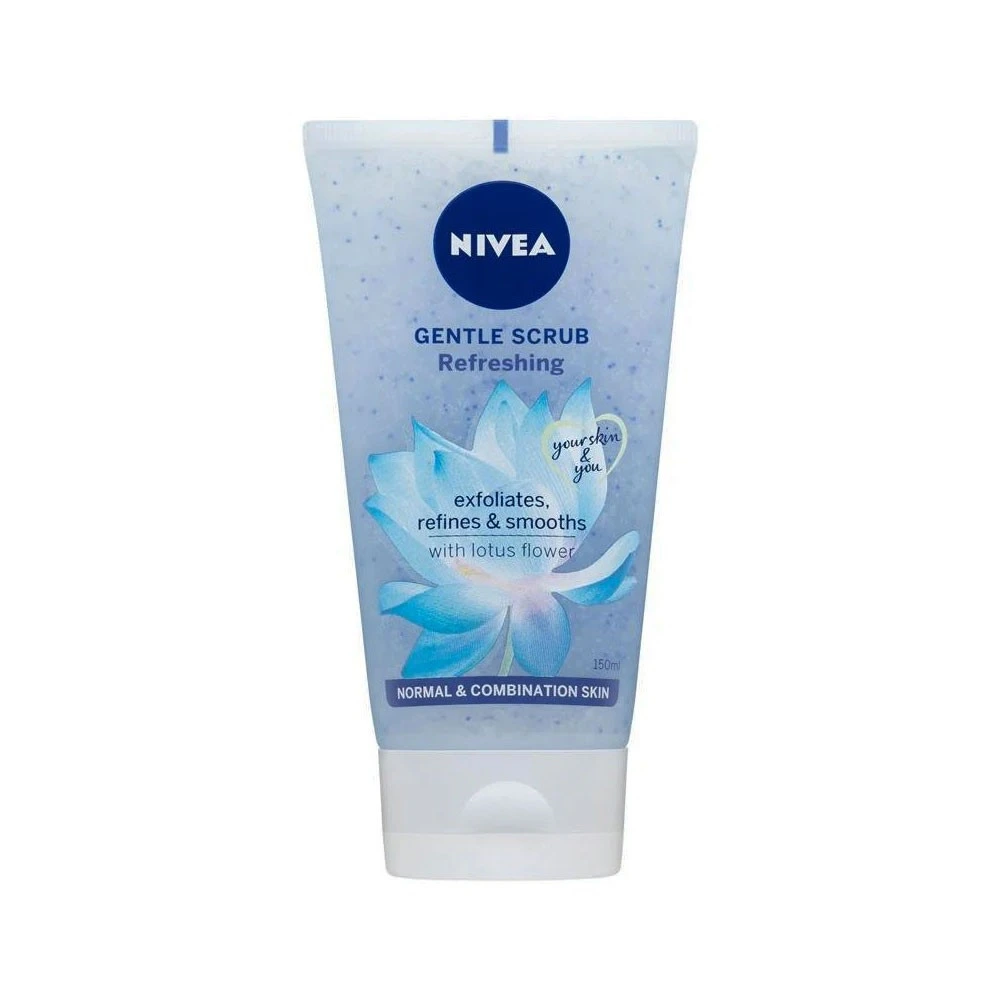 NIVEA
GENTLE SCRUB
Refreshing
your skin
&
you
exfoliates,
refines & smooths
with lotus flower
150ml
NORMAL & COMBINATION SKIN